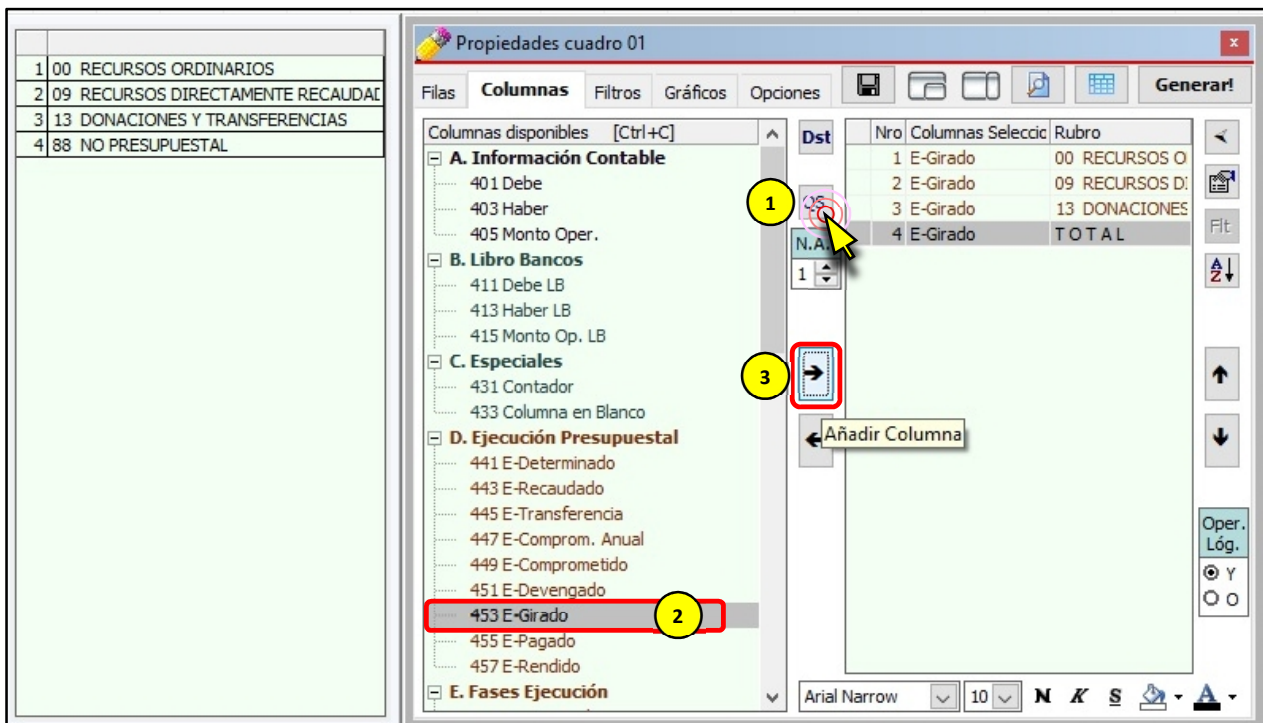 1 00 RECURSOS ORDINARIOS
2 09 RECURSOS DIRECTAMENTE RECAUDAD
3 13 DONACIONES Y TRANSFERENCIAS
4 88 NO PRESUPUESTAL
Propiedades cuadro 01
x
Filas Columnas Filtros Gráficos Opciones Generar!
Columnas disponibles [Ctrl+C]
A. Información Contable
401 Debe
403 Haber
405 Monto Oper.
B. Libro Bancos
411 Debe LB
413 Haber LB
415 Monto Op. LB
C. Especiales
431 Contador
433 Columna en Blanco
D. Ejecución Presupuestal
441 E-Determinado
443 E-Recaudado
445 E-Transferencia
447 E-Comprom. Anual
449 E-Comprometido
451 E-Devengado
453 E-Girado
2
455 E-Pagado
457 E-Rendido
E. Fases Ejecución
Dst
1
QS
N.A.
1
3
Añadir Columna
Nro Columnas Seleccic Rubro
1 E-Girado 00 RECURSOS O
2 E-Girado 09 RECURSOS DI
3 E-Girado 13 DONACIONES
4 E-Girado T O T A L
Flt
A
Z
Oper.
Lóg.
Y
O
Arial Narrow 10 N K S A